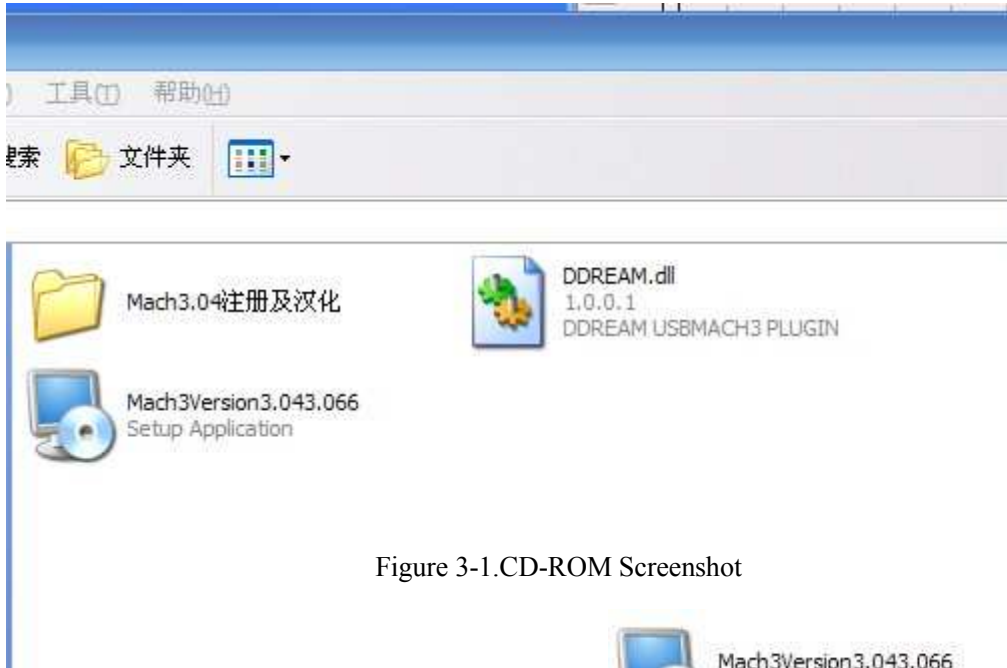 ) 工具(T) 帮助(H)
搜索 文件夹
Mach3.04注册及汉化
DDREAM.dll
1.0.0.1
DDREAM USBMACH3 PLUGIN
Mach3Version3.043.066
Setup Application
Figure 3-1.CD-ROM Screenshot
Mach3Version3.043.066